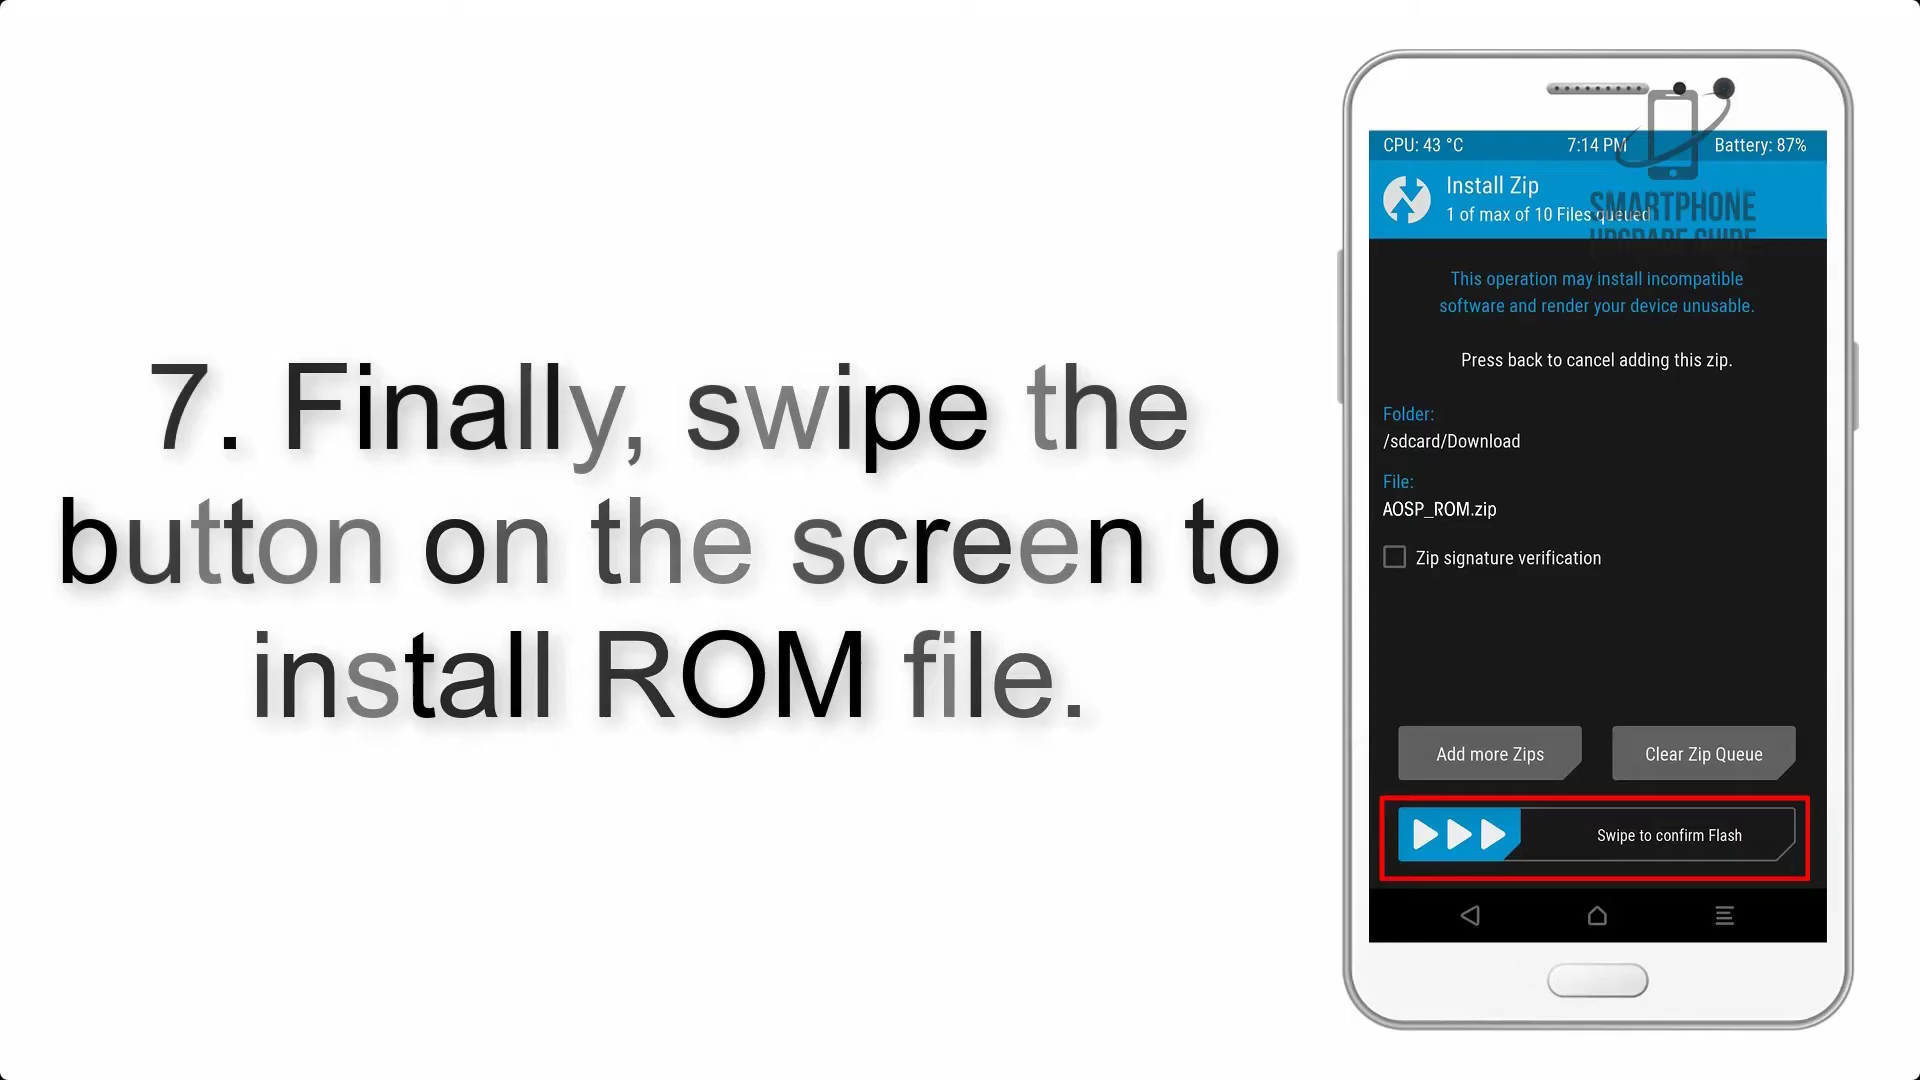 7. Finally, swipe the
button on the screen to
install ROM file.
CPU: 43 °C 7:14 PM Battery: 87%
Install Zip
1 of max of 10 Files queued
SMARTPHONE
UPGRADE GUIDE
This operation may install incompatible
software and render your device unusable.
Press back to cancel adding this zip.
Folder:
/sdcard/Download
File:
AOSP_ROM.zip
Zip signature verification
Add more Zips Clear Zip Queue
Swipe to confirm Flash